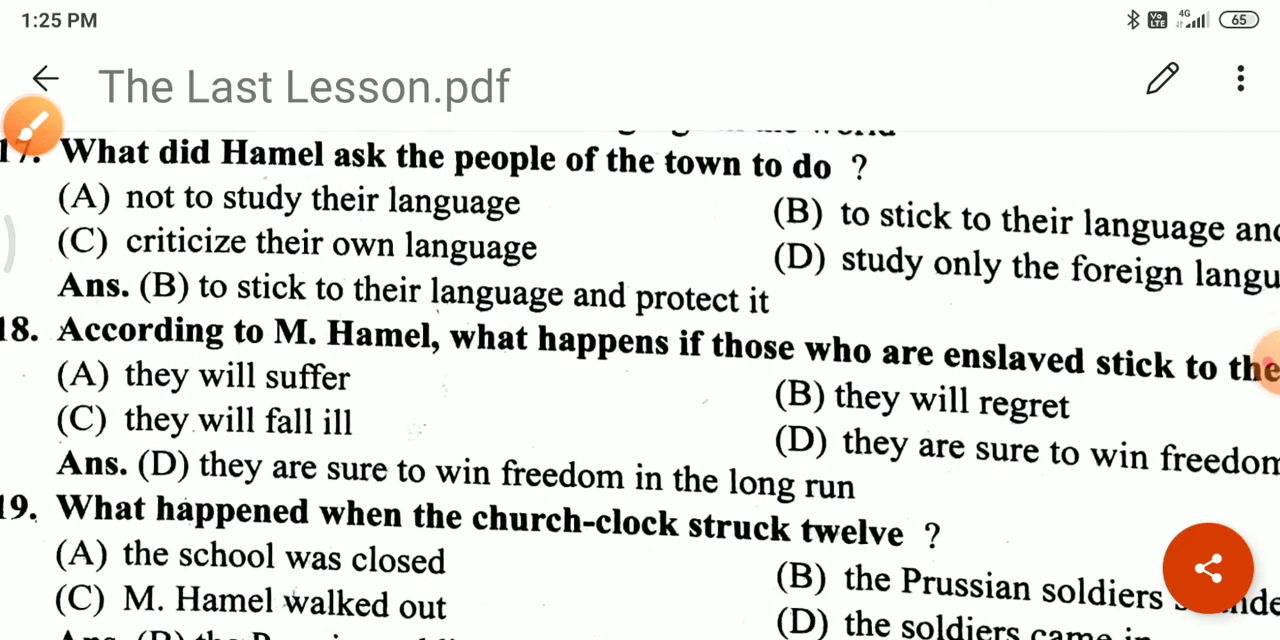 1:25 PM
Vo LTE 4G 65
The Last Lesson.pdf
17. What did Hamel ask the people of the town to do ?
(A) not to study their language (B) to stick to their language and
(C) criticize their own language (D) study only the foreign langu
Ans. (B) to stick to their language and protect it
18. According to M. Hamel, what happens if those who are enslaved stick to the
(A) they will suffer (B) they will regret
(C) they will fall ill (D) they are sure to win freedom
Ans. (D) they are sure to win freedom in the long run
19. What happened when the church-clock struck twelve ?
(A) the school was closed (B) the Prussian soldiers
(C) M. Hamel walked out (D) the soldiers came in